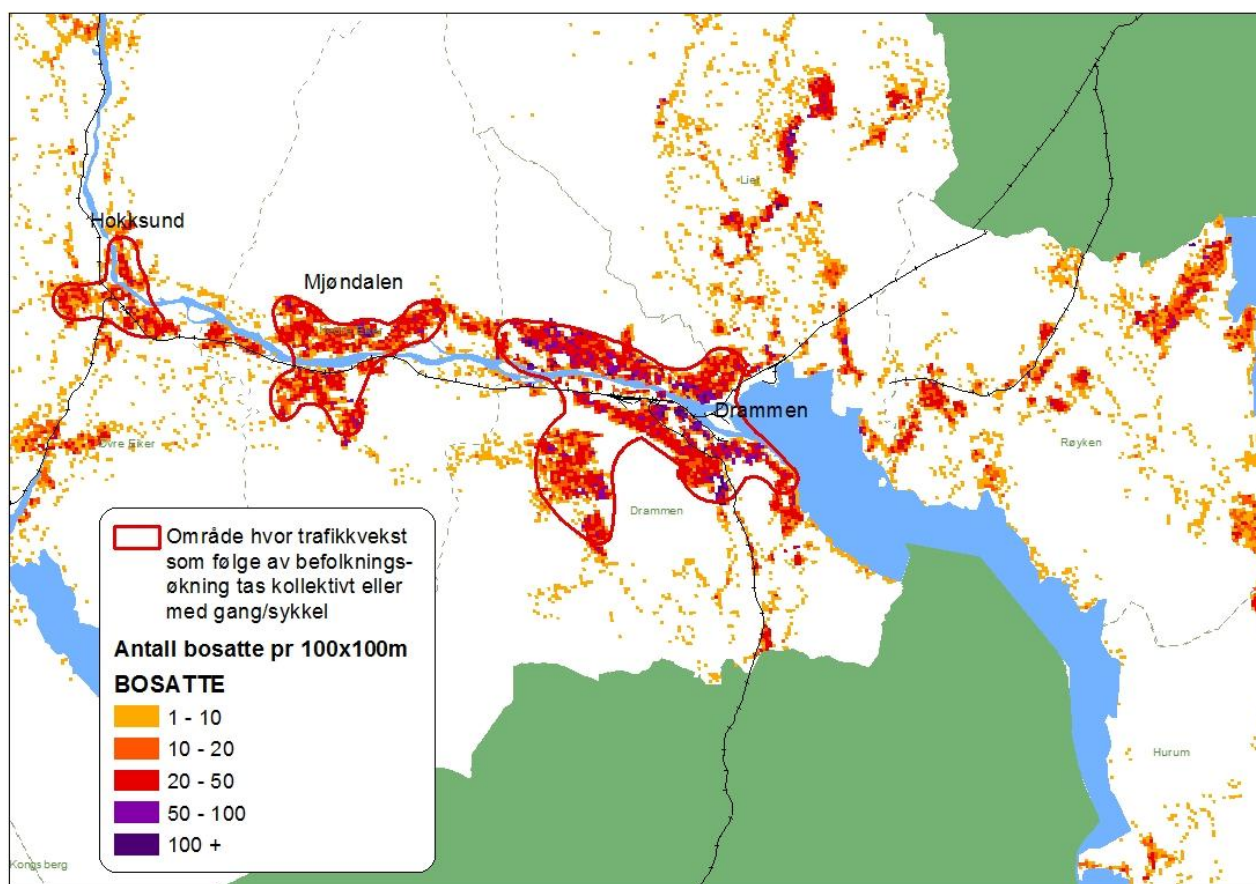 Lier
Hokksund
Mjøndalen
Drammen
Røyken
Øvre Eiker
Drammen
Område hvor trafikkvekst
som følge av befolknings-
økning tas kollektivt eller
med gang/sykkel
Antall bosatte pr 100x100m
BOSATTE
1 - 10
10 - 20
20 - 50
50 - 100
100 +
Hurum
Kongsberg